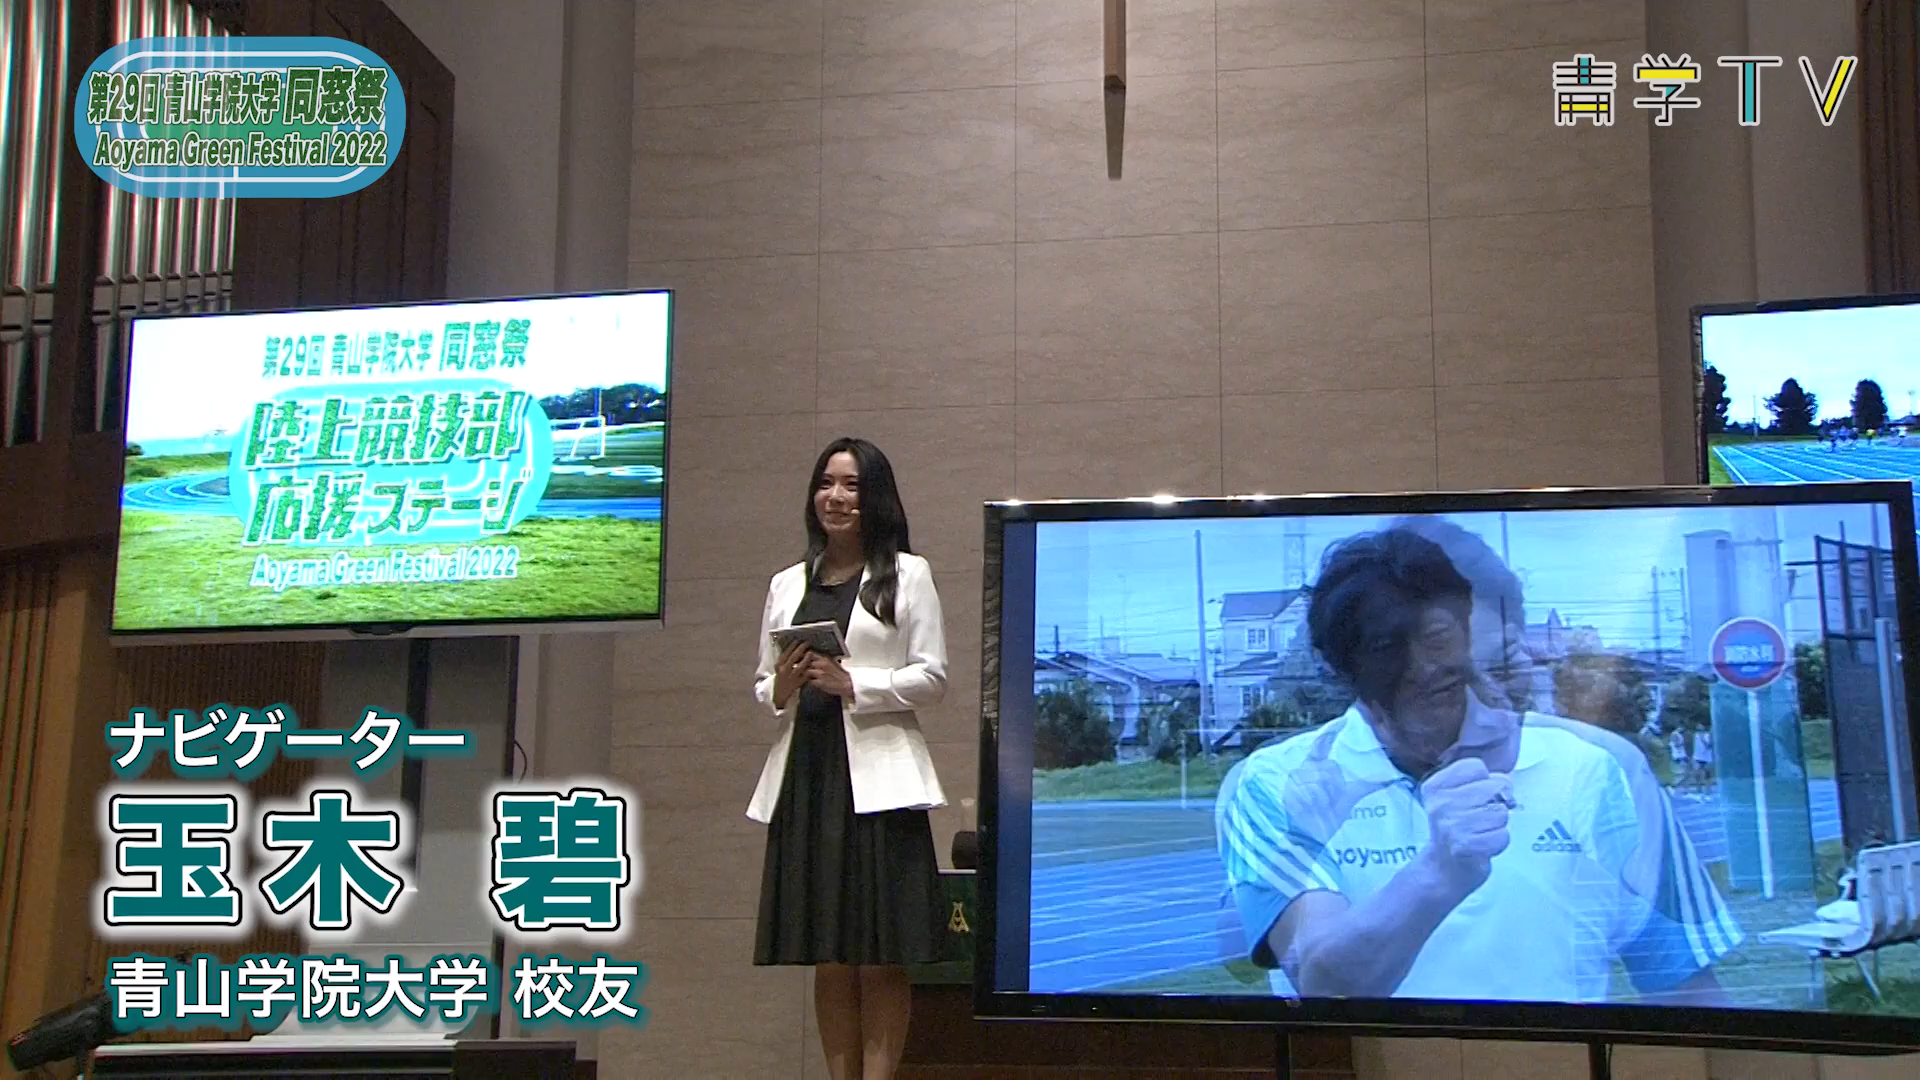 第29回 青山学院大学 同窓祭
Aoyama Green Festival 2022
青学TV
第29回 青山学院大学 同窓祭
陸上競技部
応援ステージ
Aoyama Green Festival 2022
aoyama
adidas
ナビゲーター
玉木 碧
青山学院大学 校友